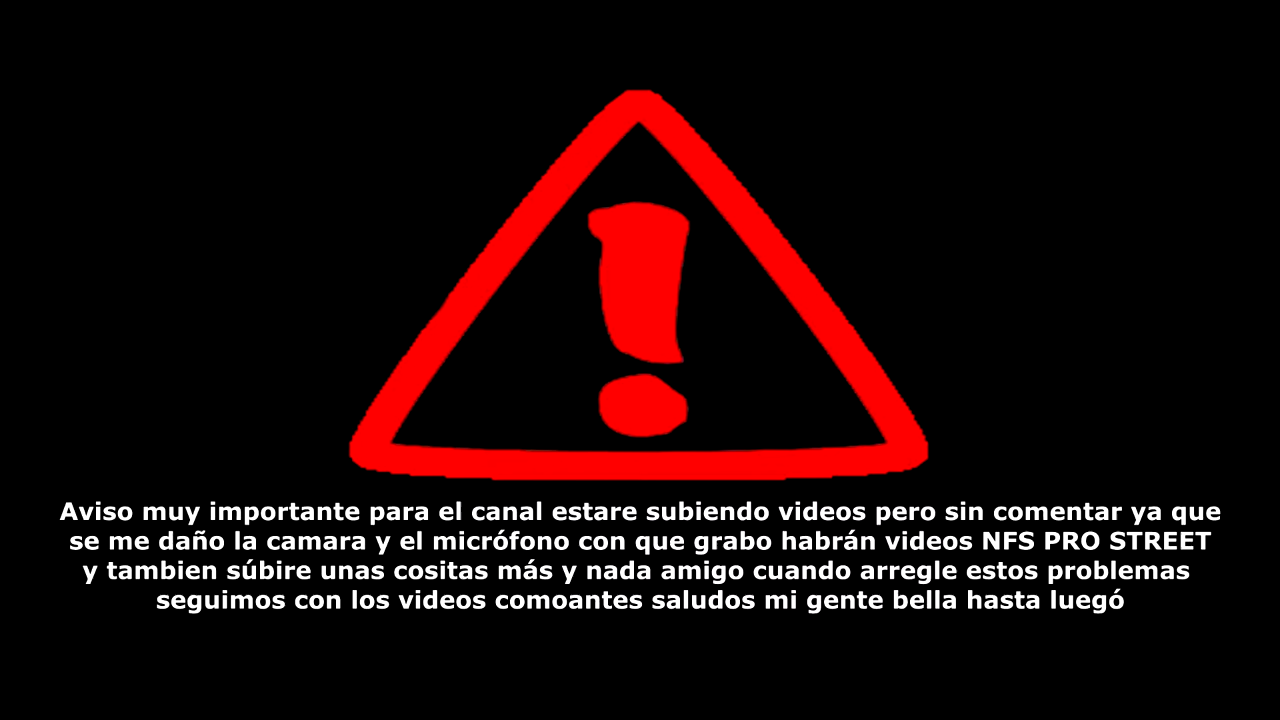 Aviso muy importante para el canal estare subiendo videos pero sin comentar ya que
se me daño la camara y el micrófono con que grabo habrán videos NFS PRO STREET
y tambien súbire unas cositas más y nada amigo cuando arregle estos problemas
seguimos con los videos comoantes saludos mi gente bella hasta luegó